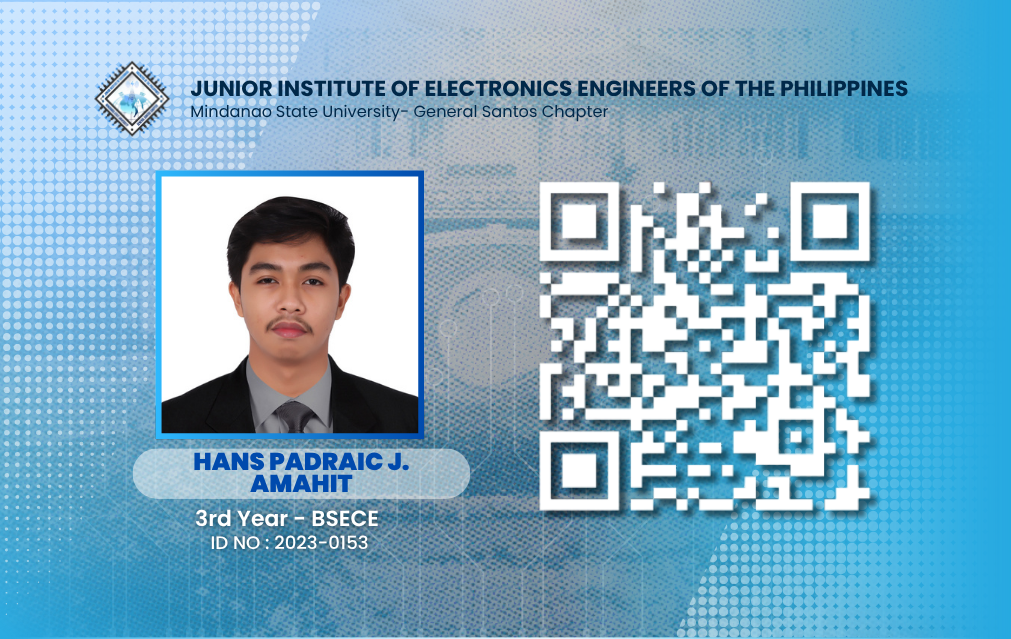 JUNIOR INSTITUTE OF ELECTRONICS ENGINEERS OF THE PHILIPPINES
Mindanao State University- General Santos Chapter
HANS PADRAIC J.
AMAHIT
3rd Year - BSECE
ID NO : 2023-0153